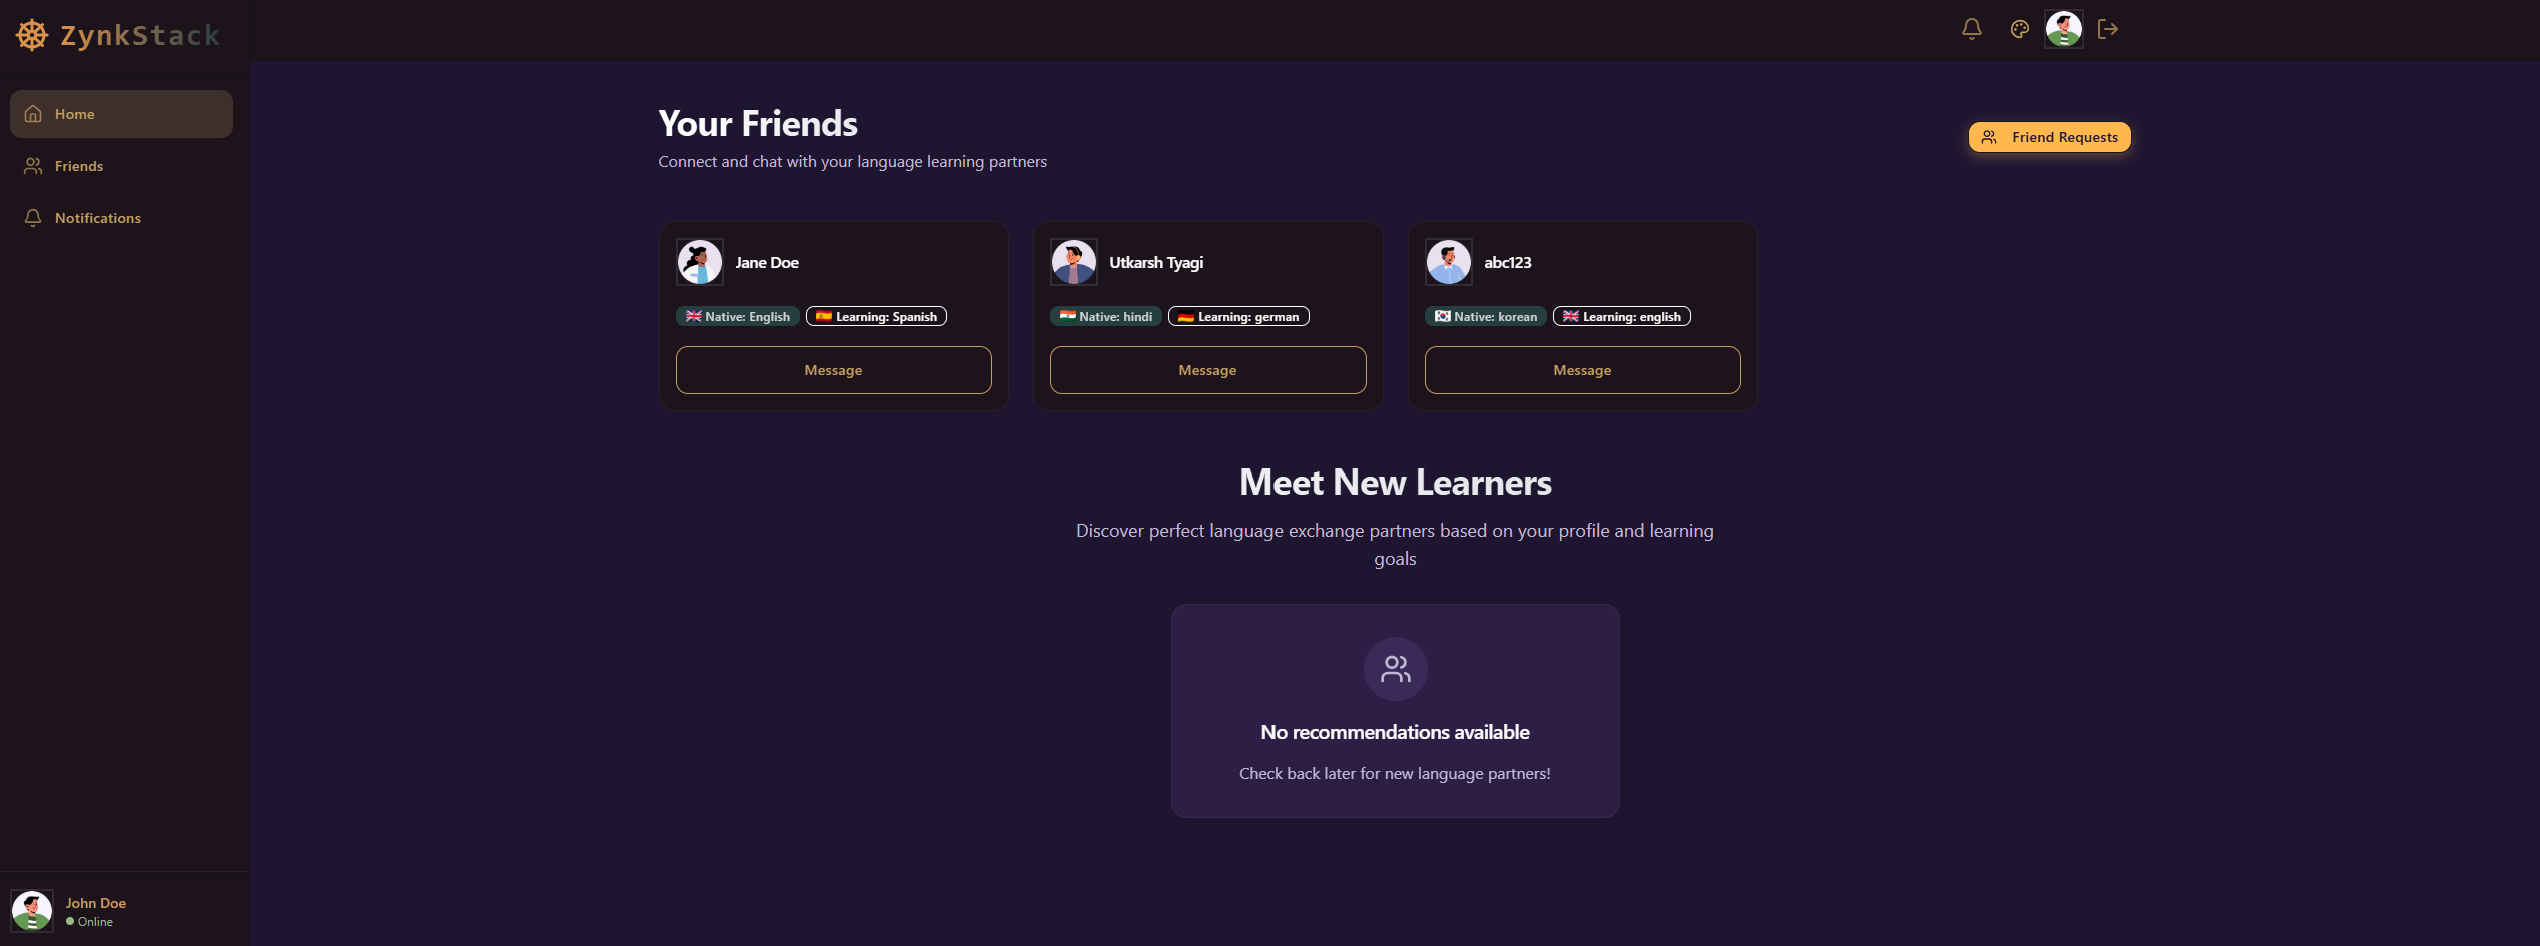 ZynkStack
Home
Friends
Notifications
Your Friends
Connect and chat with your language learning partners
Friend Requests
Jane Doe
Native: English
Learning: Spanish
Message
Utkarsh Tyagi
Native: hindi
Learning: german
Message
abc123
Native: korean
Learning: english
Message
Meet New Learners
Discover perfect language exchange partners based on your profile and learning
goals
No recommendations available
Check back later for new language partners!
John Doe
Online